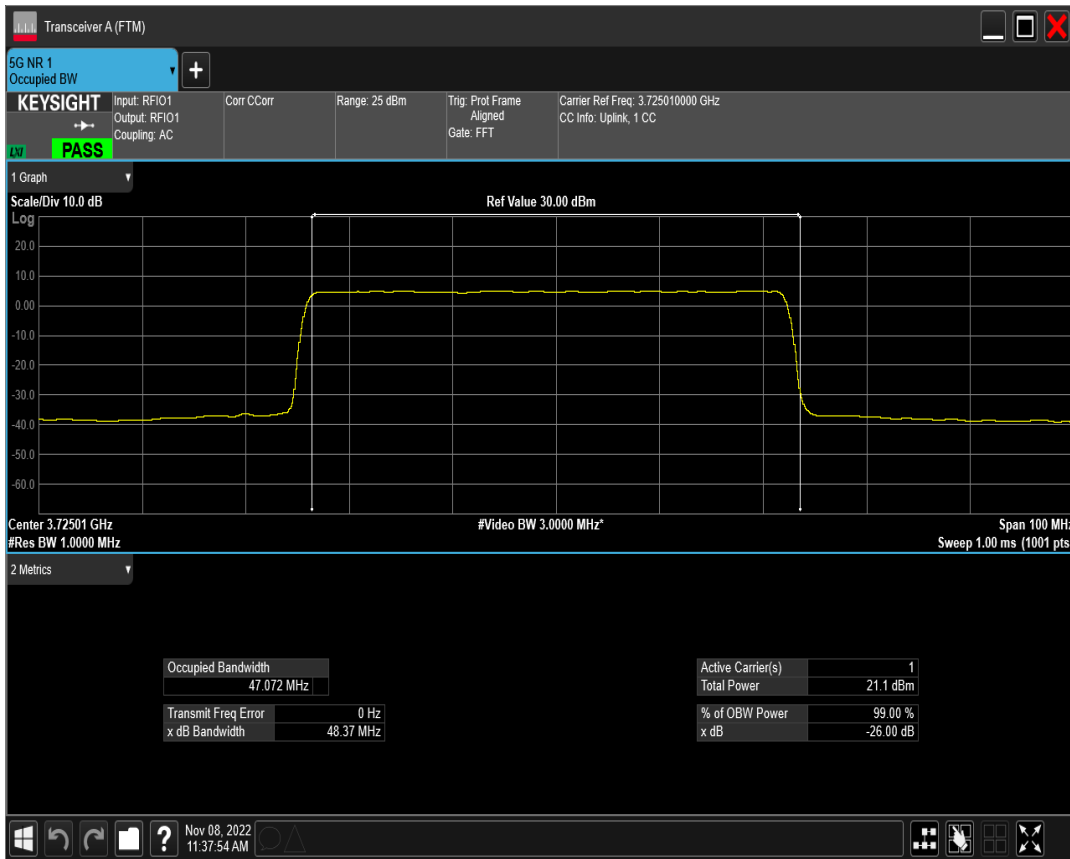 Transceiver A (FTM)
5G NR 1
Occupied BW
+
KEYSIGHT
LXI
PASS
Input: RFIO1
Output: RFIO1
Coupling: AC
Corr CCorr
Range: 25 dBm
Trig: Prot Frame
Aligned
Gate: FFT
Carrier Ref Freq: 3.725010000 GHz
CC Info: Uplink, 1 CC
1 Graph
Scale/Div 10.0 dB
Ref Value 30.00 dBm
Log
20.0
10.0
0.00
-10.0
-20.0
-30.0
-40.0
-50.0
-60.0
Center 3.72501 GHz
#Video BW 3.0000 MHz*
Span 100 MHz
#Res BW 1.0000 MHz
Sweep 1.00 ms (1001 pts
2 Metrics
Occupied Bandwidth
47.072 MHz
Transmit Freq Error 0 Hz
x dB Bandwidth 48.37 MHz
Active Carrier(s) 1
Total Power 21.1 dBm
% of OBW Power 99.00 %
x dB -26.00 dB
?
Nov 08, 2022
11:37:54 AM